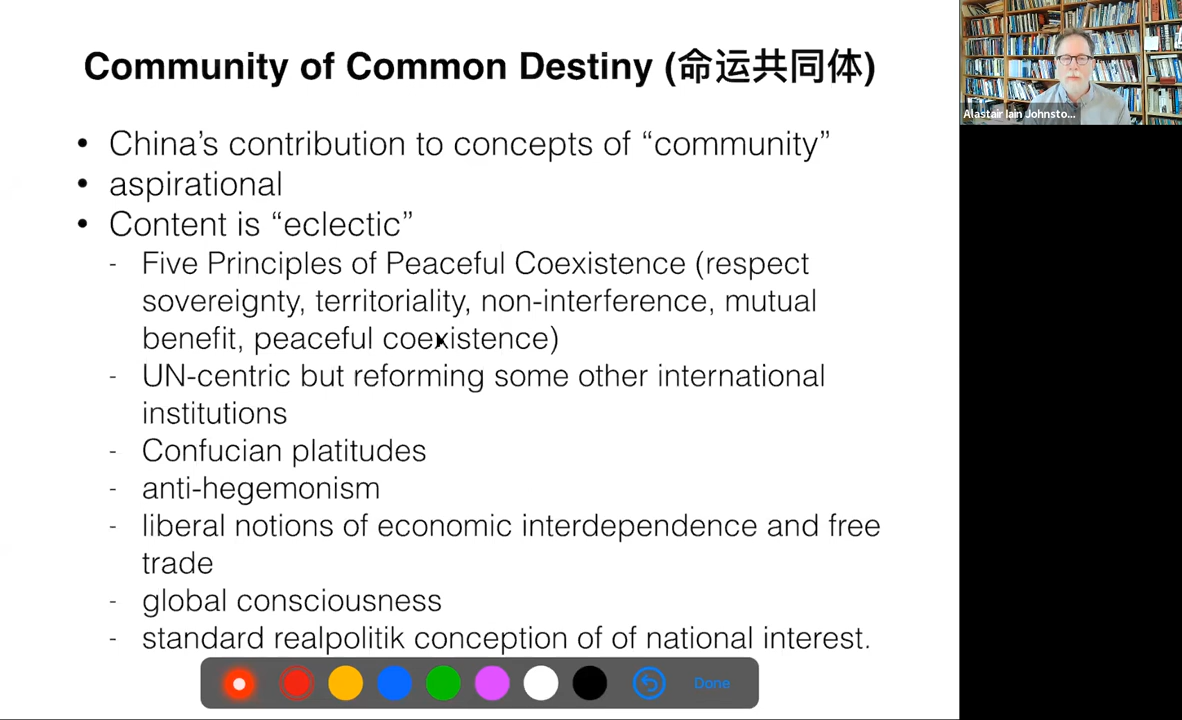 Community of Common Destiny (命运共同体)
• China's contribution to concepts of “community”
• aspirational
• Content is “eclectic”
- Five Principles of Peaceful Coexistence (respect
sovereignty, territoriality, non-interference, mutual
benefit, peaceful coexistence)
- UN-centric but reforming some other international
institutions
- Confucian platitudes
- anti-hegemonism
- liberal notions of economic interdependence and free
trade
- global consciousness
- standard realpolitik conception of of national interest.
Done
Alastair Iain Johnsto...